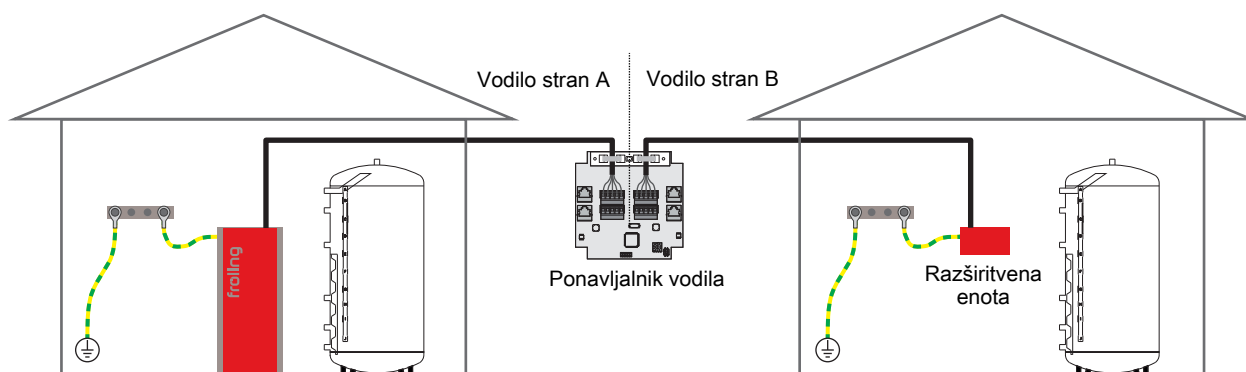 Vodilo stran A
Vodilo stran B
froling
Ponavljalnik vodila
Razširitvena
enota